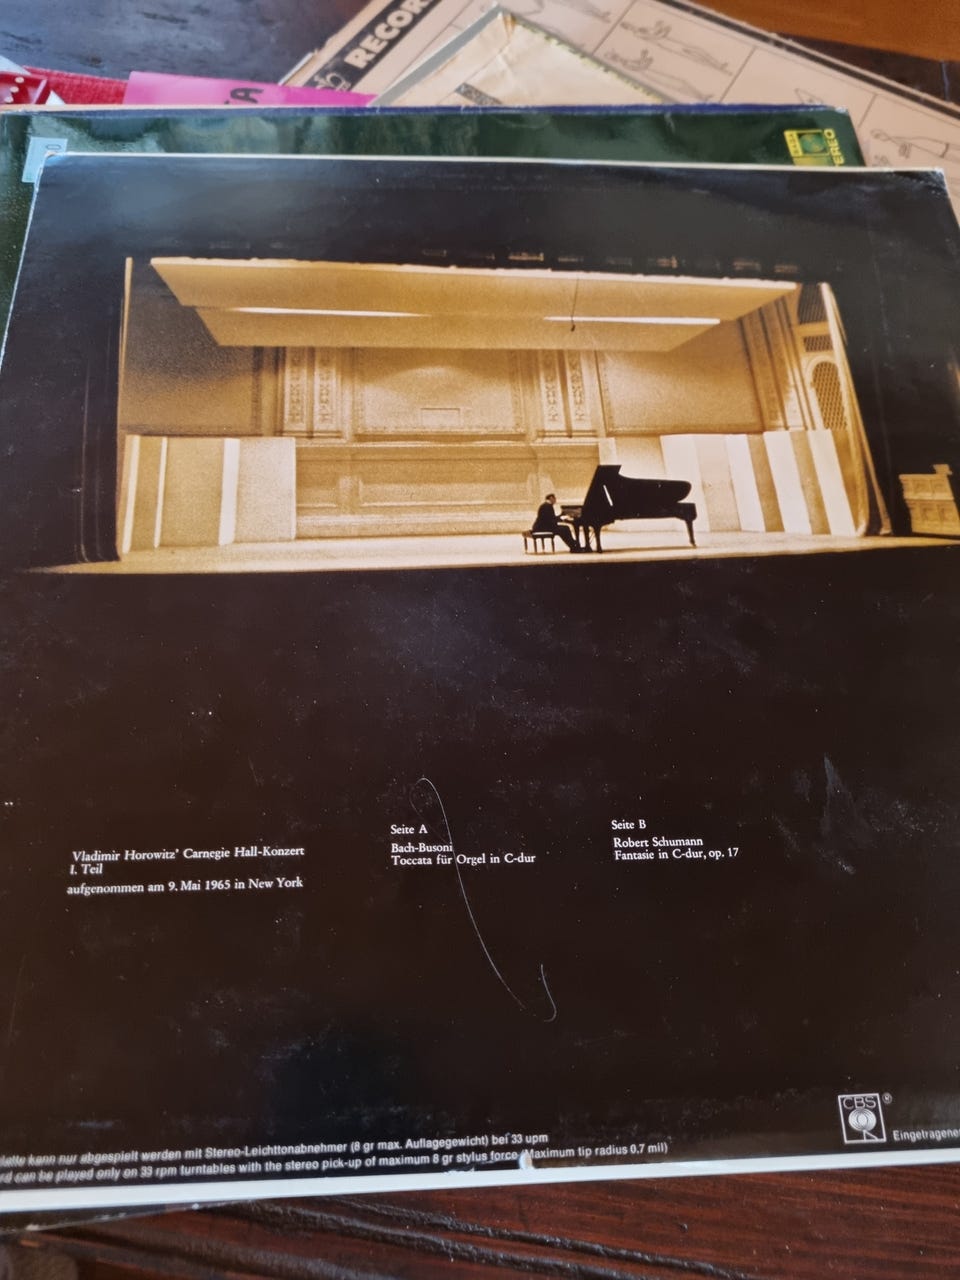 RECOR
TA
STEREO
Vladimir Horowitz' Carnegie Hall-Konzert
I. Teil
aufgenommen am 9. Mai 1965 in New York
Seite A
Bach-Busoni
Toccata für Orgel in C-dur
Seite B
Robert Schumann
Fantasie in C-dur, op. 17
CBS ®
Eingetragene
latte kann nur abgespielt werden mit Stereo-Leichttonabnehmer (8 gr max. Auflagegewicht) bei 33 upm
rd can be played only on 33 rpm turntables with the stereo pick-up of maximum 8 gr stylus force (Maximum tip radius 0.7 mil)